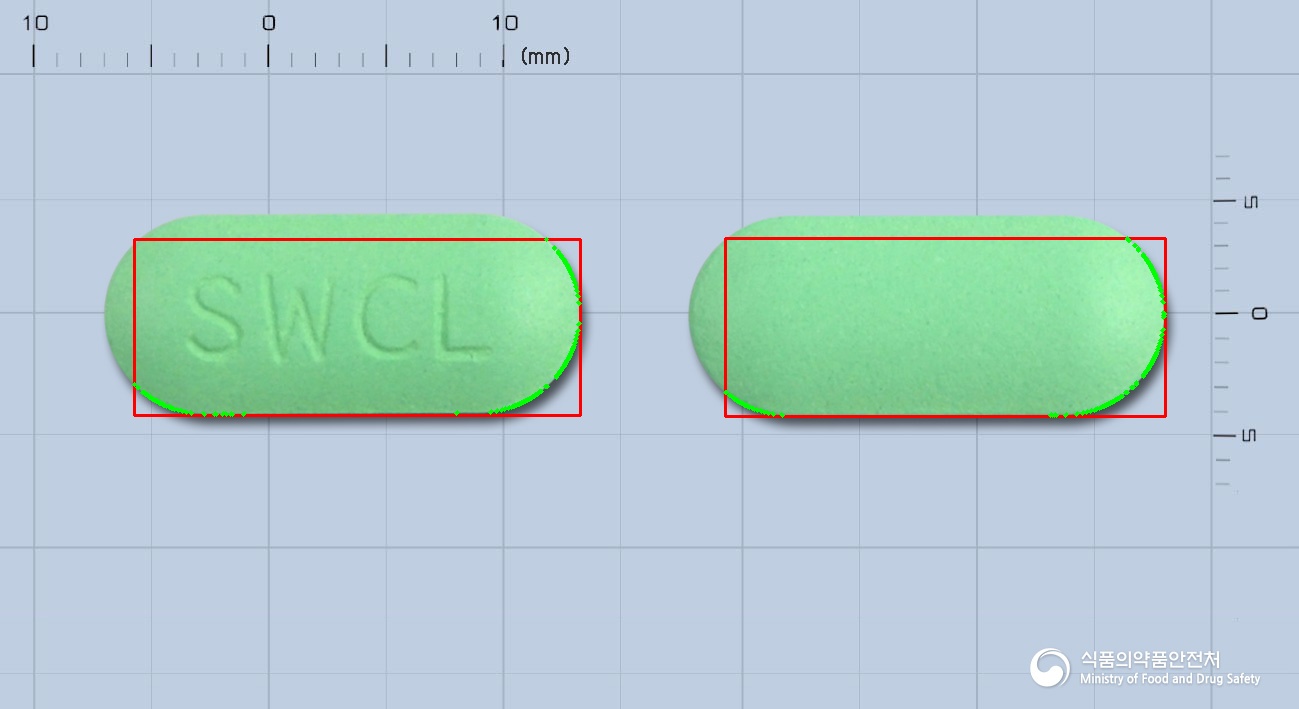 10 0 10
(mm)
SWCL
5
0
5
식품의약품안전처
Ministry of Food and Drug Safety